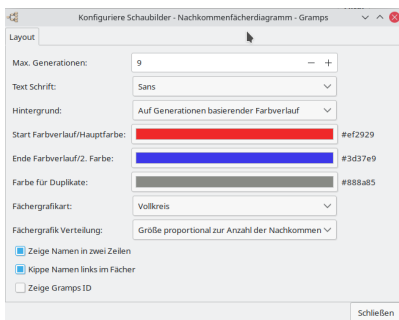 Konfiguriere Schaubilder - Nachkommenfächerdiagramm - Gramps
Layout
Max. Generationen: 9
Text Schrift: Sans
Hintergrund: Auf Generationen basierender Farbverlauf
Start Farbverlauf/Hauptfarbe: #ef2929
Ende Farbverlauf/2. Farbe: #3d37e9
Farbe für Duplikate: #888a85
Fächergrafikart: Vollkreis
Fächergrafik Verteilung: Größe proportional zur Anzahl der Nachkommen
Zeige Namen in zwei Zeilen
Kippe Namen links im Fächer
Zeige Gramps ID
Schließen